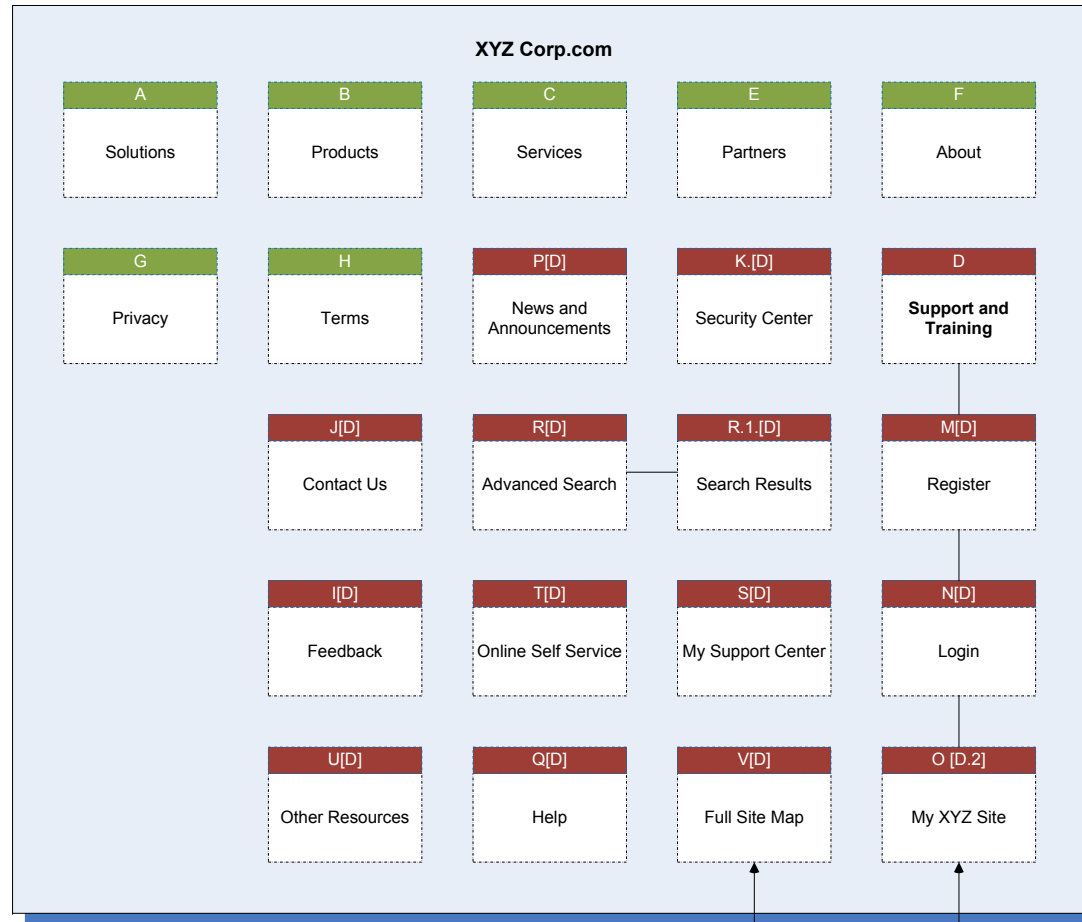 XYZ Corp.com
A
B
C
E
F
Solutions
Products
Services
Partners
About
G
H
P[D]
K.[D]
D
Privacy
Terms
News and
Announcements
Security Center
Support and
Training
J[D]
R[D]
R.1.[D]
M[D]
Contact Us
Advanced Search
Search Results
Register
I[D]
T[D]
S[D]
N[D]
Feedback
Online Self Service
My Support Center
Login
U[D]
Q[D]
V[D]
O [D.2]
Other Resources
Help
Full Site Map
My XYZ Site